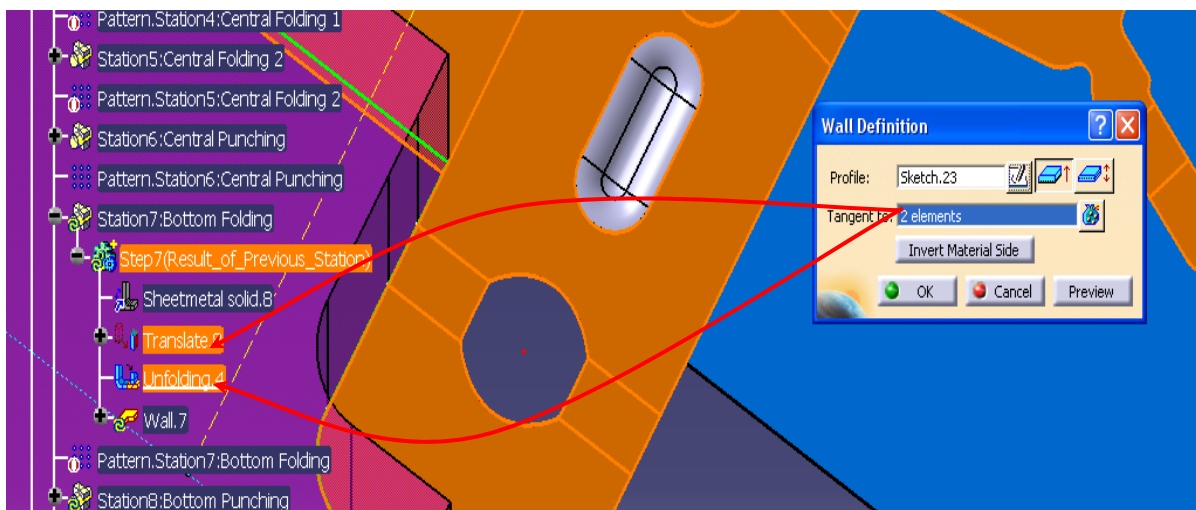 Pattern.Station4:Central Folding 1
Station5:Central Folding 2
Pattern.Station5:Central Folding 2
Station6:Central Punching
Pattern.Station6:Central Punching
Station7:Bottom Folding
Step7(Result_of_Previous_Station)
Sheetmetal solid.8
Translate.
Unfolding.4
Wall.7
Pattern.Station7:Bottom Folding
Station8:Bottom Punching
Wall Definition
Profile: Sketch.23
Tangent to: 2 elements
Invert Material Side
OK Cancel Preview